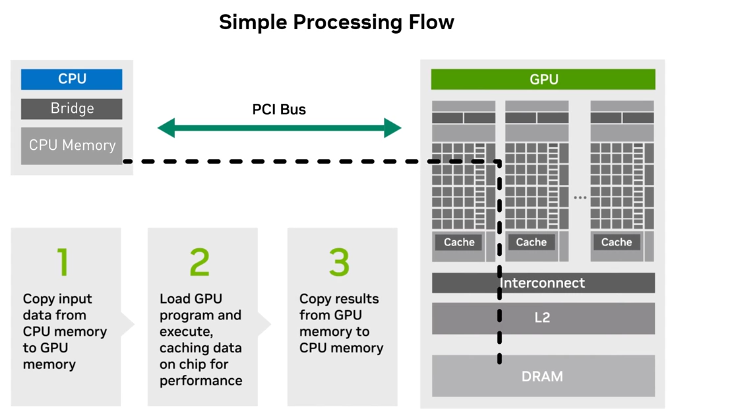 Simple Processing Flow
CPU
Bridge
CPU Memory
PCI Bus
GPU
...
Cache
Cache
Cache
Interconnect
L2
DRAM
1
Copy input
data from
CPU memory
to GPU
memory
2
Load GPU
program and
execute,
caching data
on chip for
performance
3
Copy results
from GPU
memory to
CPU memory